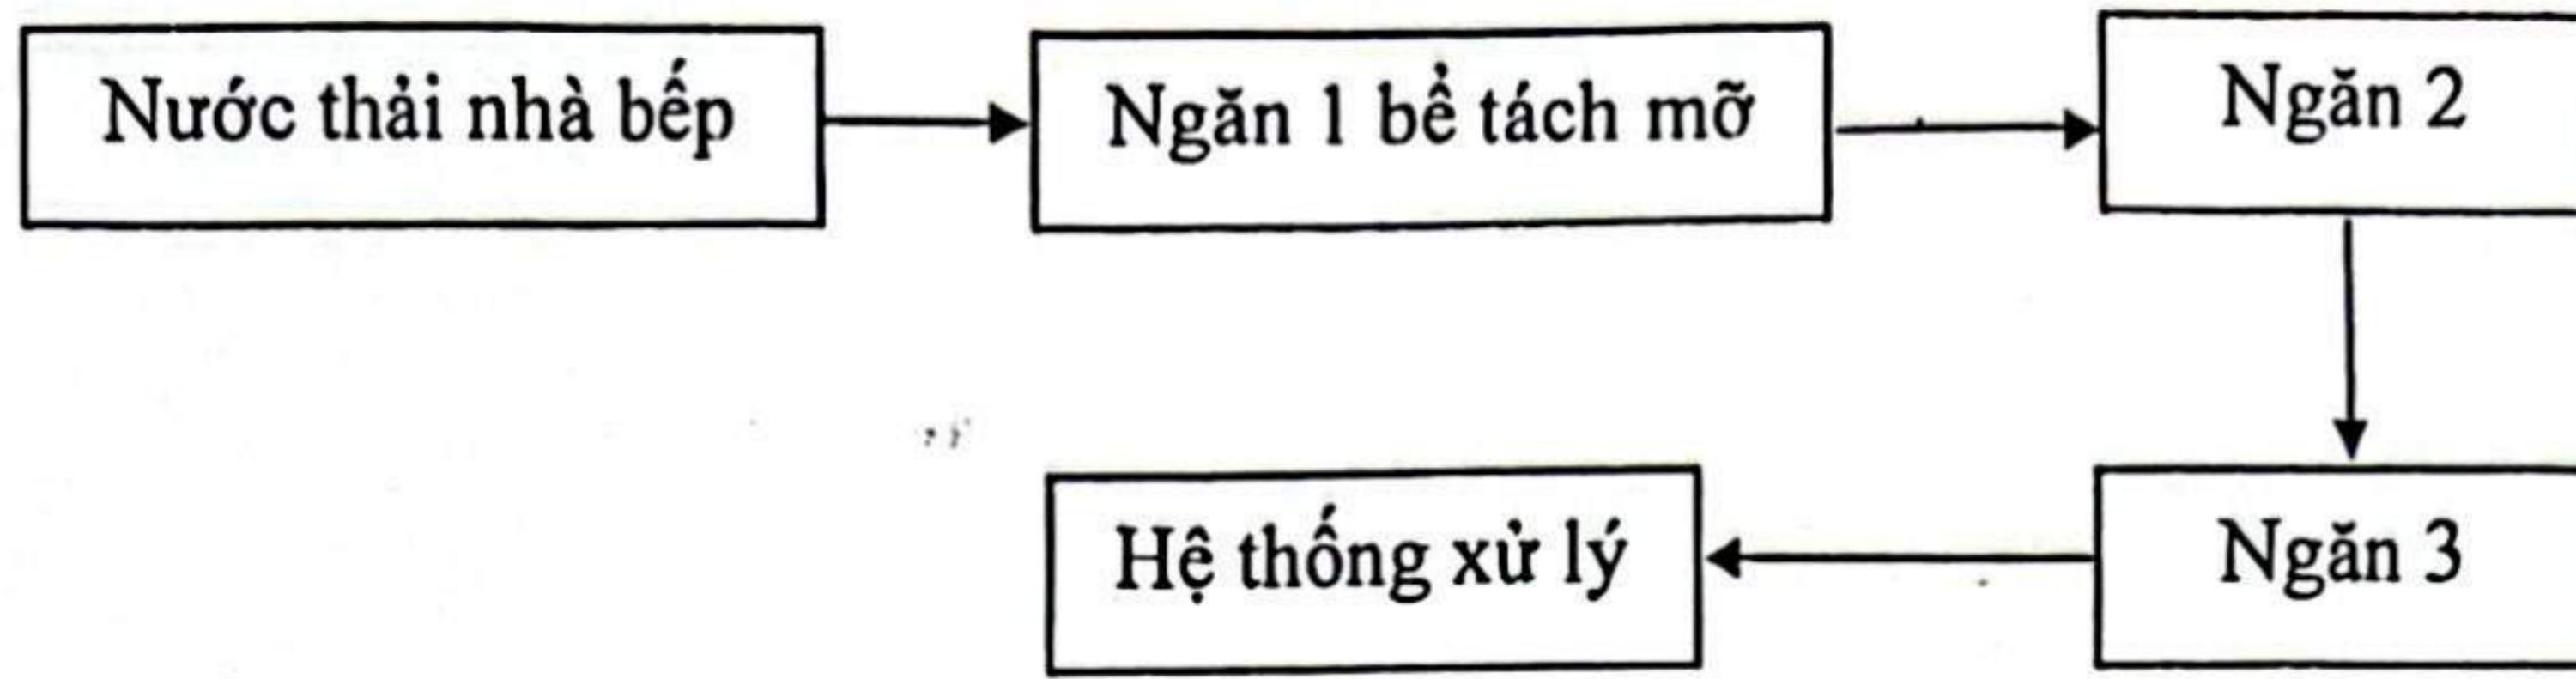 Nước thải nhà bếp
Ngăn 1 bể tách mỡ
Ngăn 2
Ngăn 3
Hệ thống xử lý